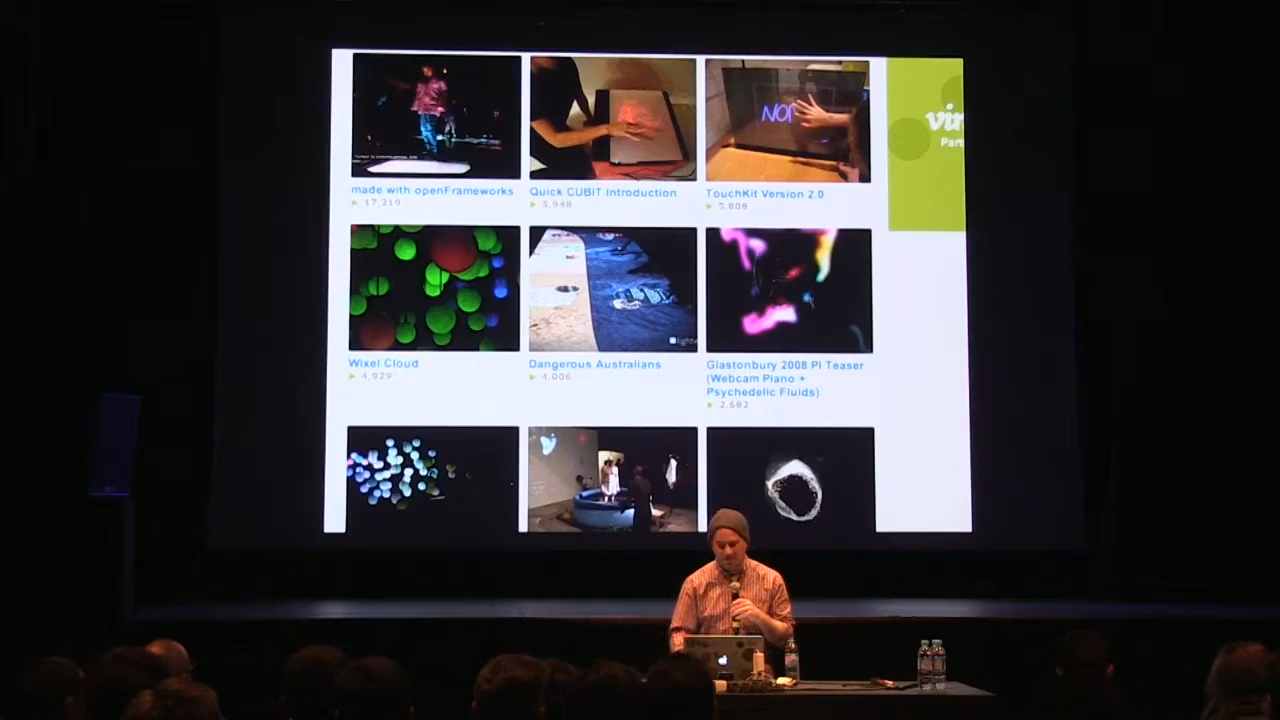 NO
made with openFrameworks
17,219
Quick CUBIT Introduction
5,948
TouchKit Version 2.0
5,808
Wixel Cloud
4,929
Dangerous Australians
4,006
Glastonbury 2008 PI Teaser
(Webcam Piano +
Psychedelic Fluids)
2,682